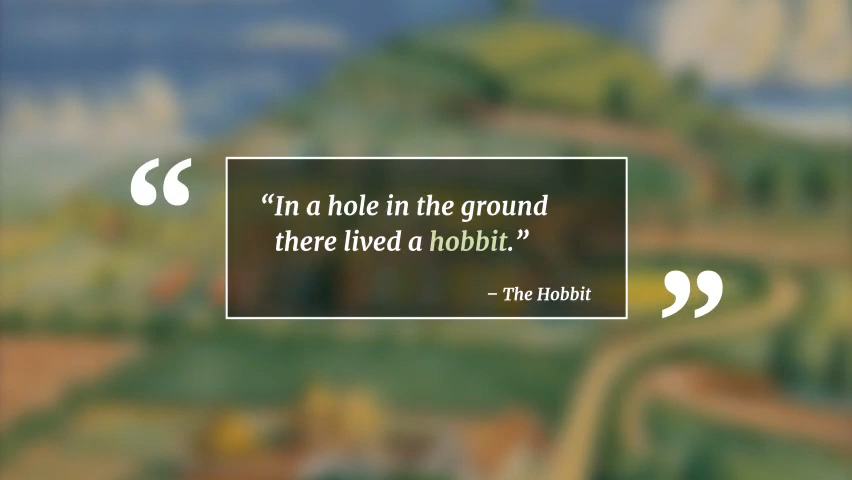 “In a hole in the ground
there lived a hobbit.”
– The Hobbit